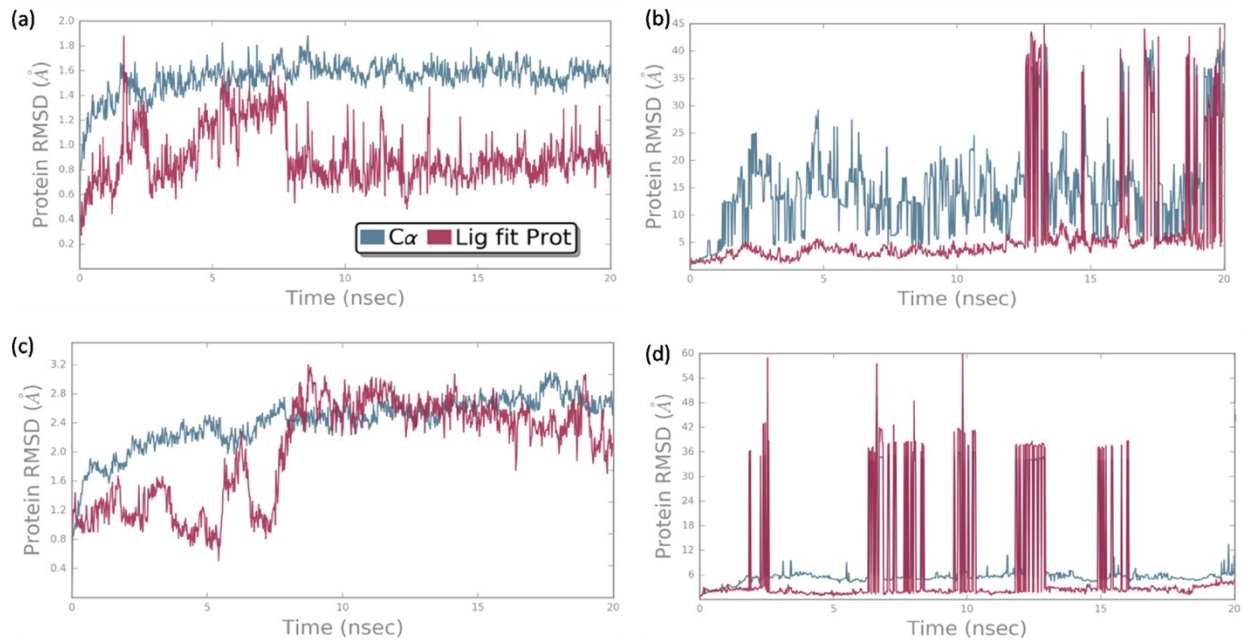 (a)
Protein RMSD (Å)
2.0
1.8
1.6
1.4
1.2
1.0
0.8
0.6
0.4
0.2
0 5 10 15 20
Time (nsec)
Cα Lig fit Prot
(b)
Protein RMSD (Å)
45
40
35
30
25
20
15
10
5
0 5 10 15 20
Time (nsec)
(c)
Protein RMSD (Å)
3.2
2.8
2.4
2.0
1.6
1.2
0.8
0.4
0 5 10 15 20
Time (nsec)
(d)
Protein RMSD (Å)
60
54
48
42
36
30
24
18
12
6
0 5 10 15 20
Time (nsec)